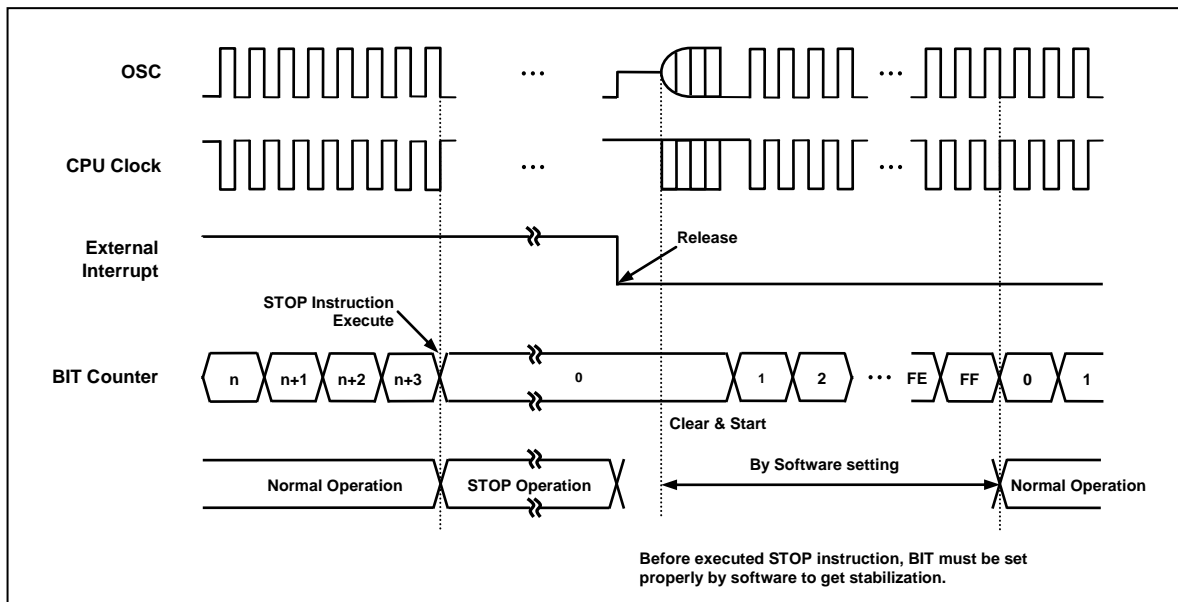 OSC
...
...
CPU Clock
...
...
External
Interrupt
Release
STOP Instruction
Execute
BIT Counter
n
n+1
n+2
n+3
0
1
2
...
FE
FF
0
1
Clear & Start
Normal Operation
STOP Operation
By Software setting
Normal Operation
Before executed STOP instruction, BIT must be set
properly by software to get stabilization.